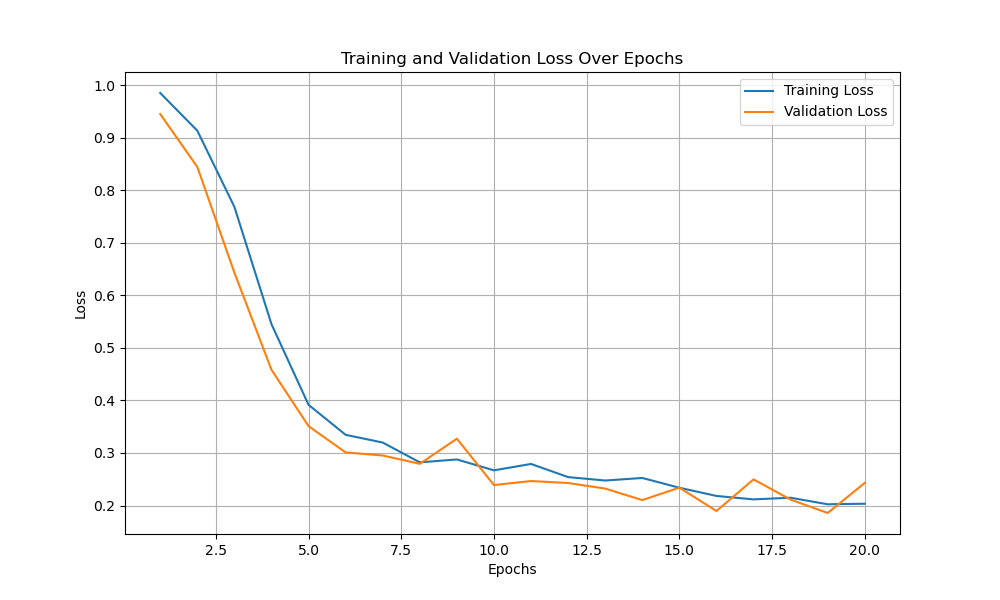 Training and Validation Loss Over Epochs
Training Loss
Validation Loss
Loss
1.0
0.9
0.8
0.7
0.6
0.5
0.4
0.3
0.2
2.5 5.0 7.5 10.0 12.5 15.0 17.5 20.0
Epochs